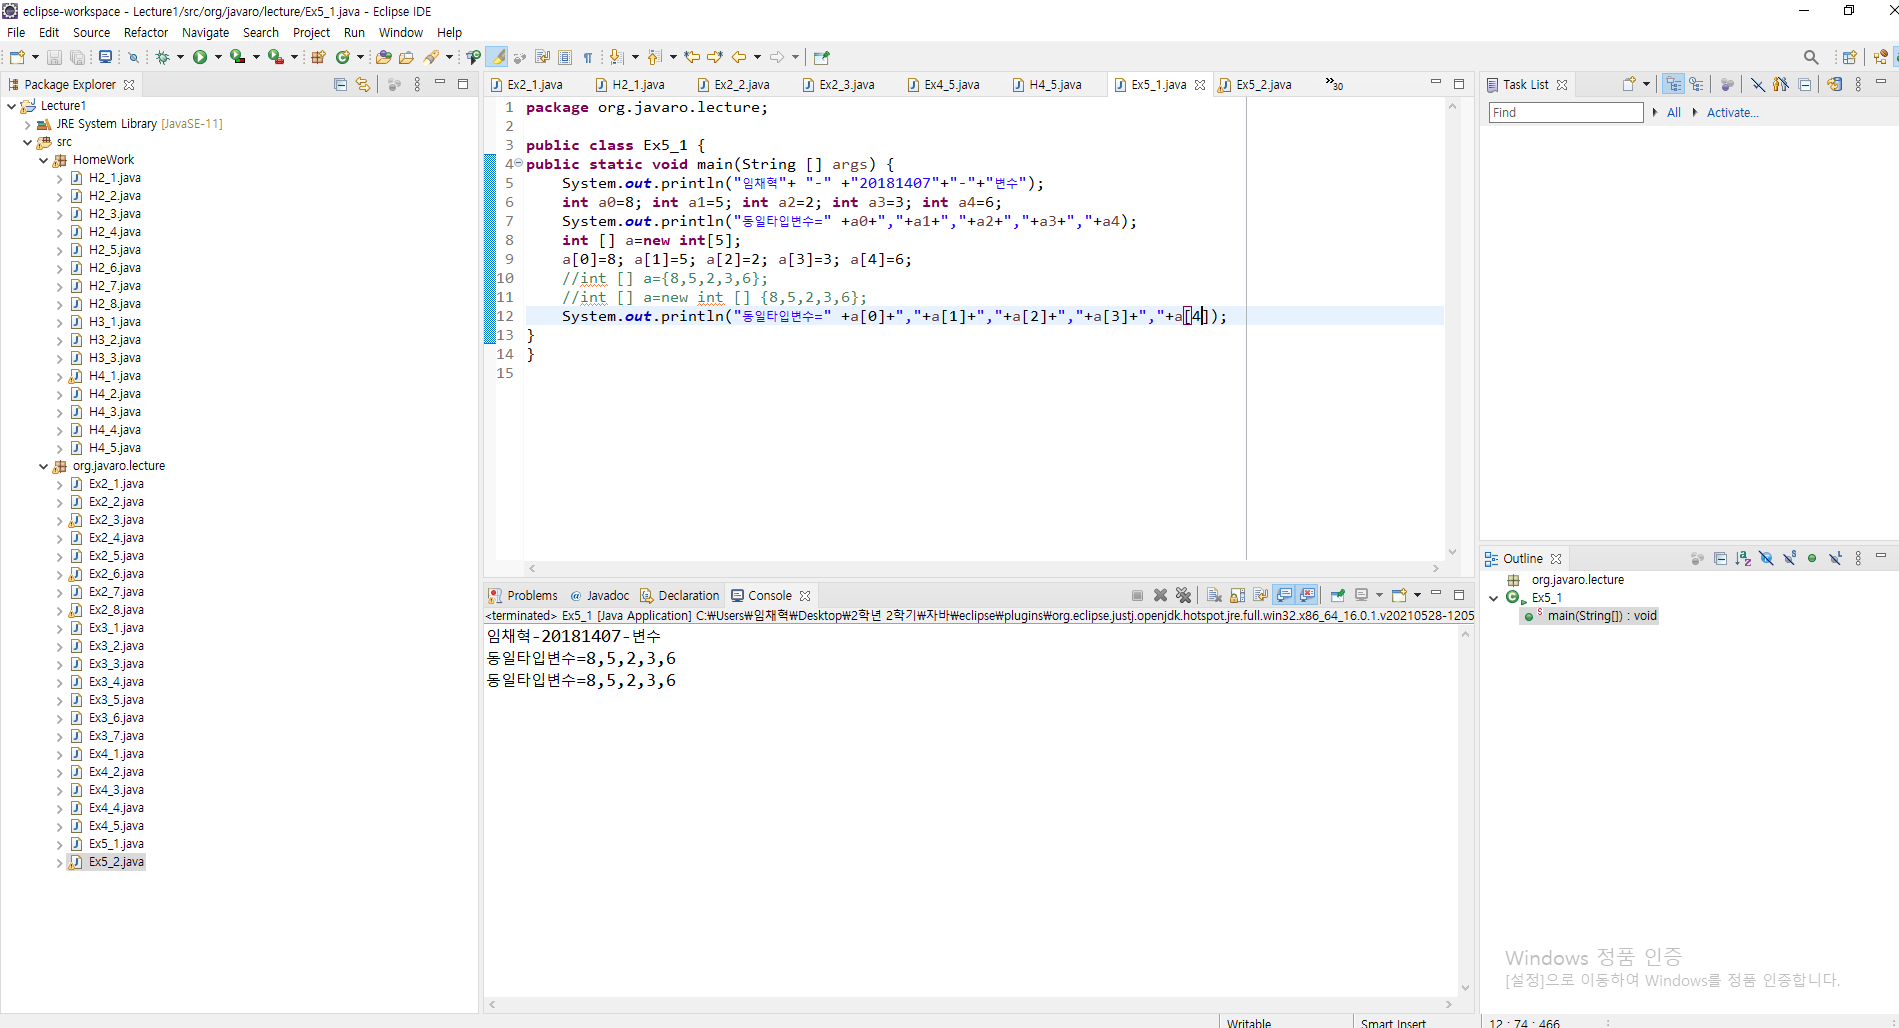 eclipse-workspace - Lecture1/src/org/javaro/lecture/Ex5_1.java - Eclipse IDE
File Edit Source Refactor Navigate Search Project Run Window Help
Package Explorer
Lecture1
JRE System Library [JavaSE-11]
src
HomeWork
H2_1.java
H2_2.java
H2_3.java
H2_4.java
H2_5.java
H2_6.java
H2_7.java
H2_8.java
H3_1.java
H3_2.java
H3_3.java
H4_1.java
H4_2.java
H4_3.java
H4_4.java
H4_5.java
org.javaro.lecture
Ex2_1.java
Ex2_2.java
Ex2_3.java
Ex2_4.java
Ex2_5.java
Ex2_6.java
Ex2_7.java
Ex2_8.java
Ex3_1.java
Ex3_2.java
Ex3_3.java
Ex3_4.java
Ex3_5.java
Ex3_6.java
Ex3_7.java
Ex4_1.java
Ex4_2.java
Ex4_3.java
Ex4_4.java
Ex4_5.java
Ex5_1.java
Ex5_2.java
Ex2_1.java H2_1.java Ex2_2.java Ex2_3.java Ex4_5.java H4_5.java Ex5_1.java Ex5_2.java »30
1 package org.javaro.lecture;
2
3 public class Ex5_1 {
4 public static void main(String [] args) {
5 System.out.println("임채혁"+ "-" +"20181407"+"-"+"변수");
6 int a0=8; int a1=5; int a2=2; int a3=3; int a4=6;
7 System.out.println("동일타입변수=" +a0+","+a1+","+a2+","+a3+","+a4);
8 int [] a=new int[5];
9 a[0]=8; a[1]=5; a[2]=2; a[3]=3; a[4]=6;
10 //int [] a={8,5,2,3,6};
11 //int [] a=new int [] {8,5,2,3,6};
12 System.out.println("동일타입변수=" +a[0]+","+a[1]+","+a[2]+","+a[3]+","+a[4]);
13 }
14 }
15
Problems @ Javadoc Declaration Console
<terminated> Ex5_1 [Java Application] C:₩Users₩임채혁₩Desktop₩2학년 2학기₩자바₩eclipse₩plugins₩org.eclipse.justj.openjdk.hotspot.jre.full.win32.x86_64_16.0.1.v20210528-1205
임채혁-20181407-변수
동일타입변수=8,5,2,3,6
동일타입변수=8,5,2,3,6
Task List
Find All Activate...
Outline
org.javaro.lecture
Ex5_1
main(String[]) : void
Windows 정품 인증
[설정]으로 이동하여 Windows를 정품 인증합니다.
Writable Smart Insert 12 : 74 : 466